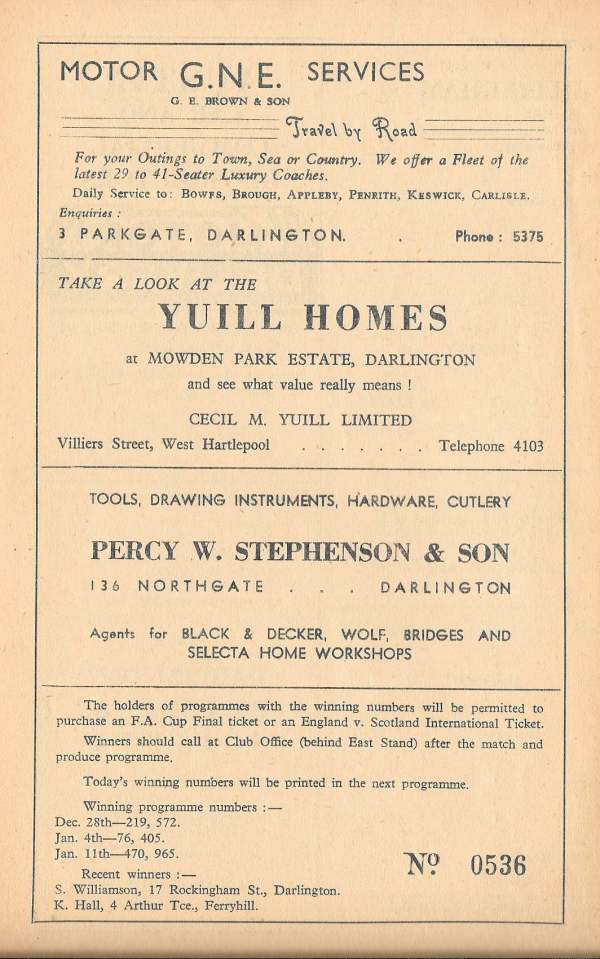 MOTOR G.N.E. SERVICES
G. E. BROWN & SON
Travel by Road
For your Outings to Town, Sea or Country. We offer a Fleet of the
latest 29 to 41-Seater Luxury Coaches.
Daily Service to: BOWES, BROUGH, APPLEBY, PENRITH, KESWICK, CARLISLE.
Enquiries :
3 PARKGATE, DARLINGTON. . Phone : 5375
TAKE A LOOK AT THE
YUILL HOMES
at MOWDEN PARK ESTATE, DARLINGTON
and see what value really means !
CECIL M. YUILL LIMITED
Villiers Street, West Hartlepool . . . . . . . Telephone 4103
TOOLS, DRAWING INSTRUMENTS, HARDWARE, CUTLERY
PERCY W. STEPHENSON & SON
136 NORTHGATE . . . DARLINGTON
Agents for BLACK & DECKER, WOLF, BRIDGES AND
SELECTA HOME WORKSHOPS
The holders of programmes with the winning numbers will be permitted to
purchase an F.A. Cup Final ticket or an England v. Scotland International Ticket.
Winners should call at Club Office (behind East Stand) after the match and
produce programme.
Today's winning numbers will be printed in the next programme.
Winning programme numbers :—
Dec. 28th—219, 572.
Jan. 4th—76, 405.
Jan. 11th—470, 965.
Recent winners :—
S. Williamson, 17 Rockingham St., Darlington.
K. Hall, 4 Arthur Tce., Ferryhill.
Nº 0536